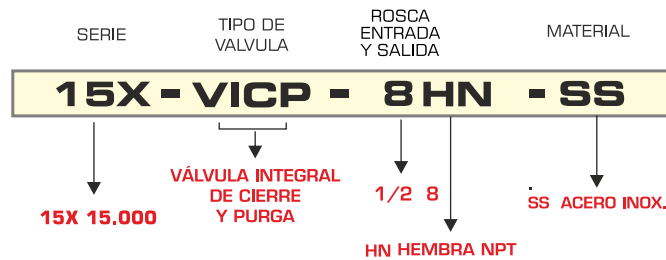 SERIE
TIPO DE
VALVULA
ROSCA
ENTRADA
Y SALIDA
MATERIAL
15X - VICP - 8 HN - SS
15X 15.000
VÁLVULA INTEGRAL
DE CIERRE
Y PURGA
1/2 8
HN HEMBRA NPT
SS ACERO INOX.